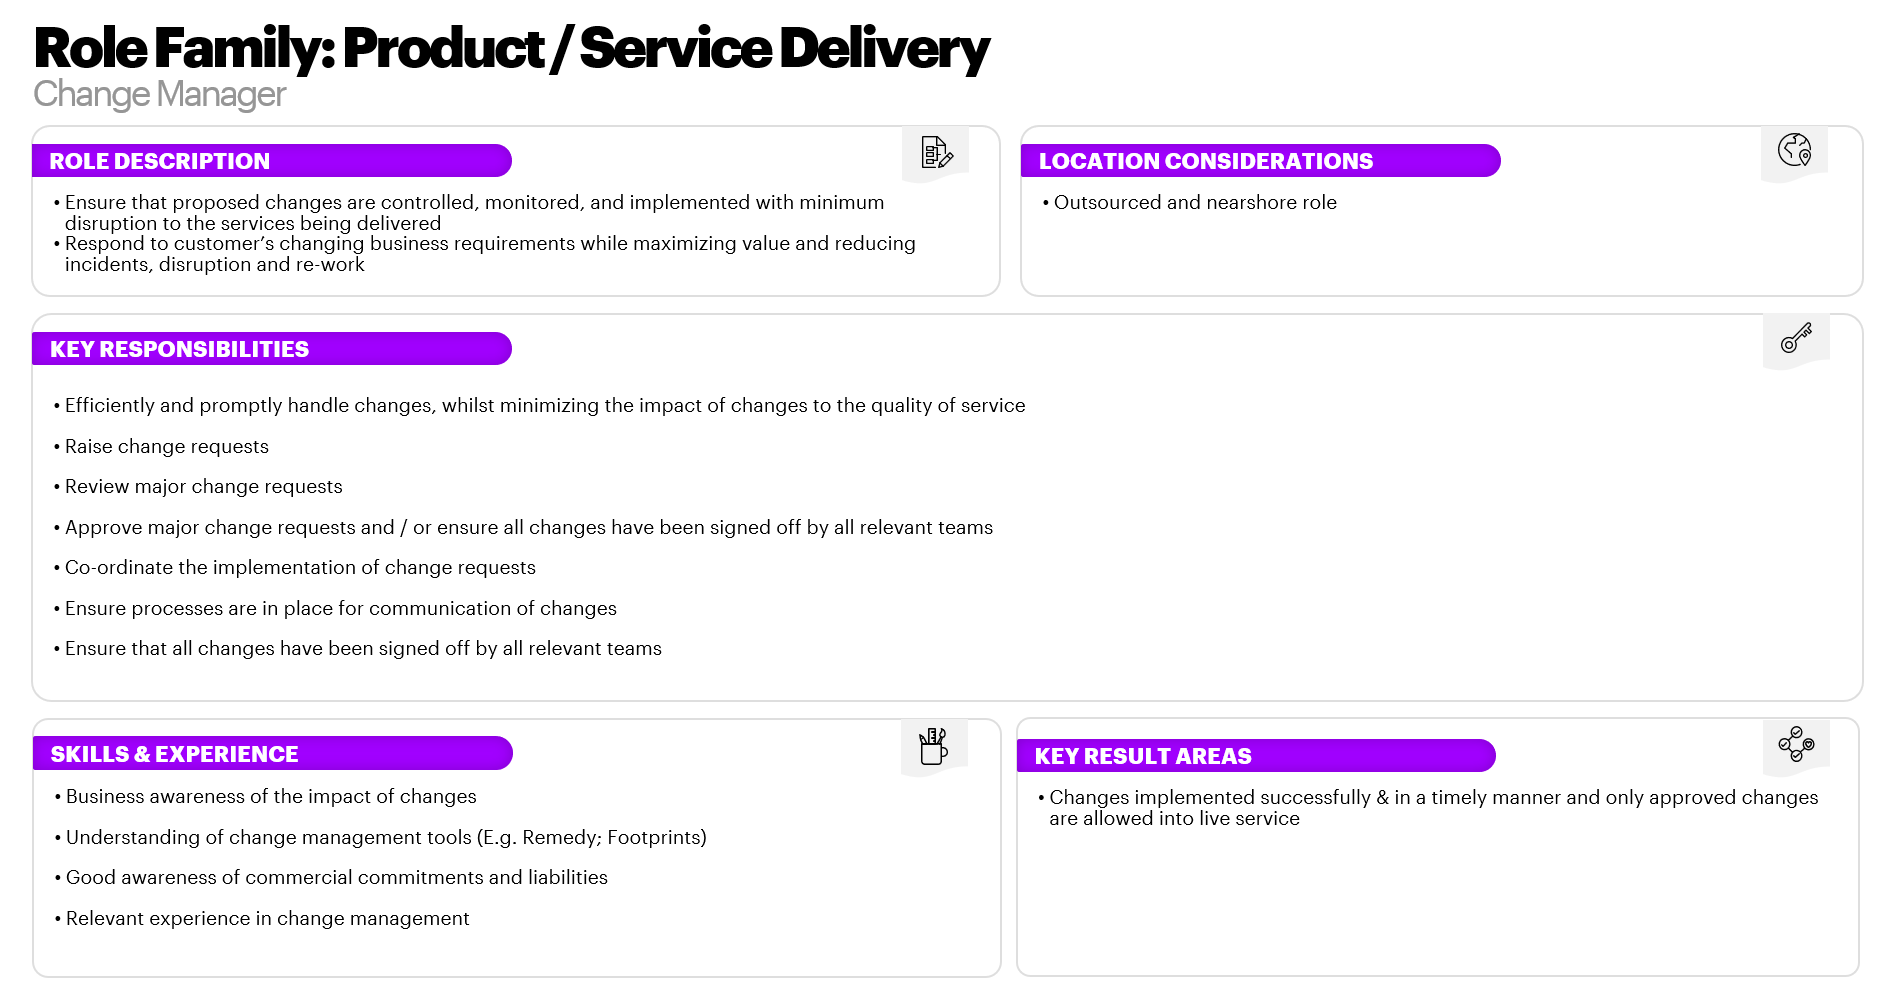 Role Family: Product / Service Delivery
Change Manager
ROLE DESCRIPTION
• Ensure that proposed changes are controlled, monitored, and implemented with minimum
disruption to the services being delivered
• Respond to customer’s changing business requirements while maximizing value and reducing
incidents, disruption and re-work
LOCATION CONSIDERATIONS
• Outsourced and nearshore role
KEY RESPONSIBILITIES
• Efficiently and promptly handle changes, whilst minimizing the impact of changes to the quality of service
• Raise change requests
• Review major change requests
• Approve major change requests and / or ensure all changes have been signed off by all relevant teams
• Co-ordinate the implementation of change requests
• Ensure processes are in place for communication of changes
• Ensure that all changes have been signed off by all relevant teams
SKILLS & EXPERIENCE
• Business awareness of the impact of changes
• Understanding of change management tools (E.g. Remedy; Footprints)
• Good awareness of commercial commitments and liabilities
• Relevant experience in change management
KEY RESULT AREAS
• Changes implemented successfully & in a timely manner and only approved changes
are allowed into live service